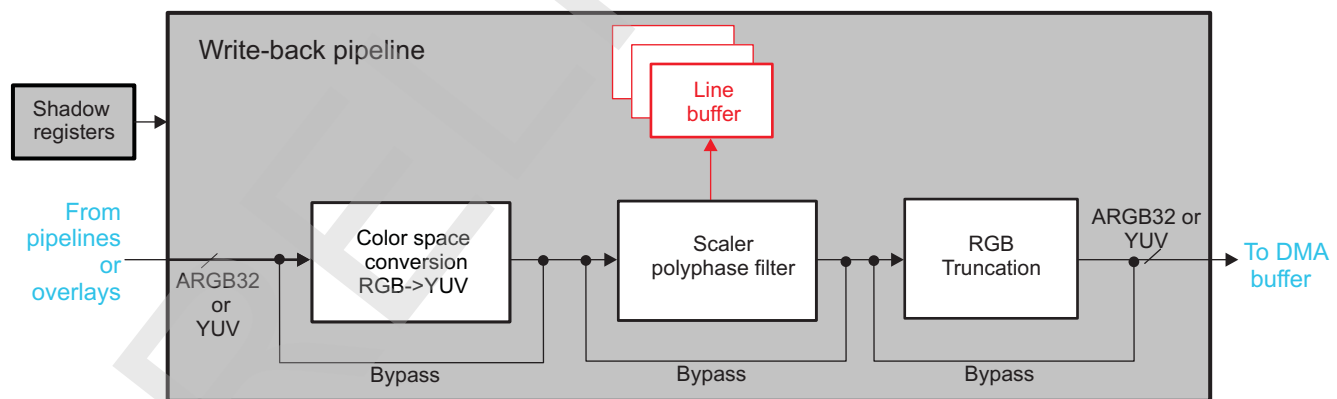 Write-back pipeline
Shadow
registers
Line
buffer
From
pipelines
or
overlays
ARGB32
or
YUV
Color space
conversion
RGB->YUV
Bypass
Scaler
polyphase filter
Bypass
RGB
Truncation
Bypass
ARGB32 or
YUV
To DMA
buffer